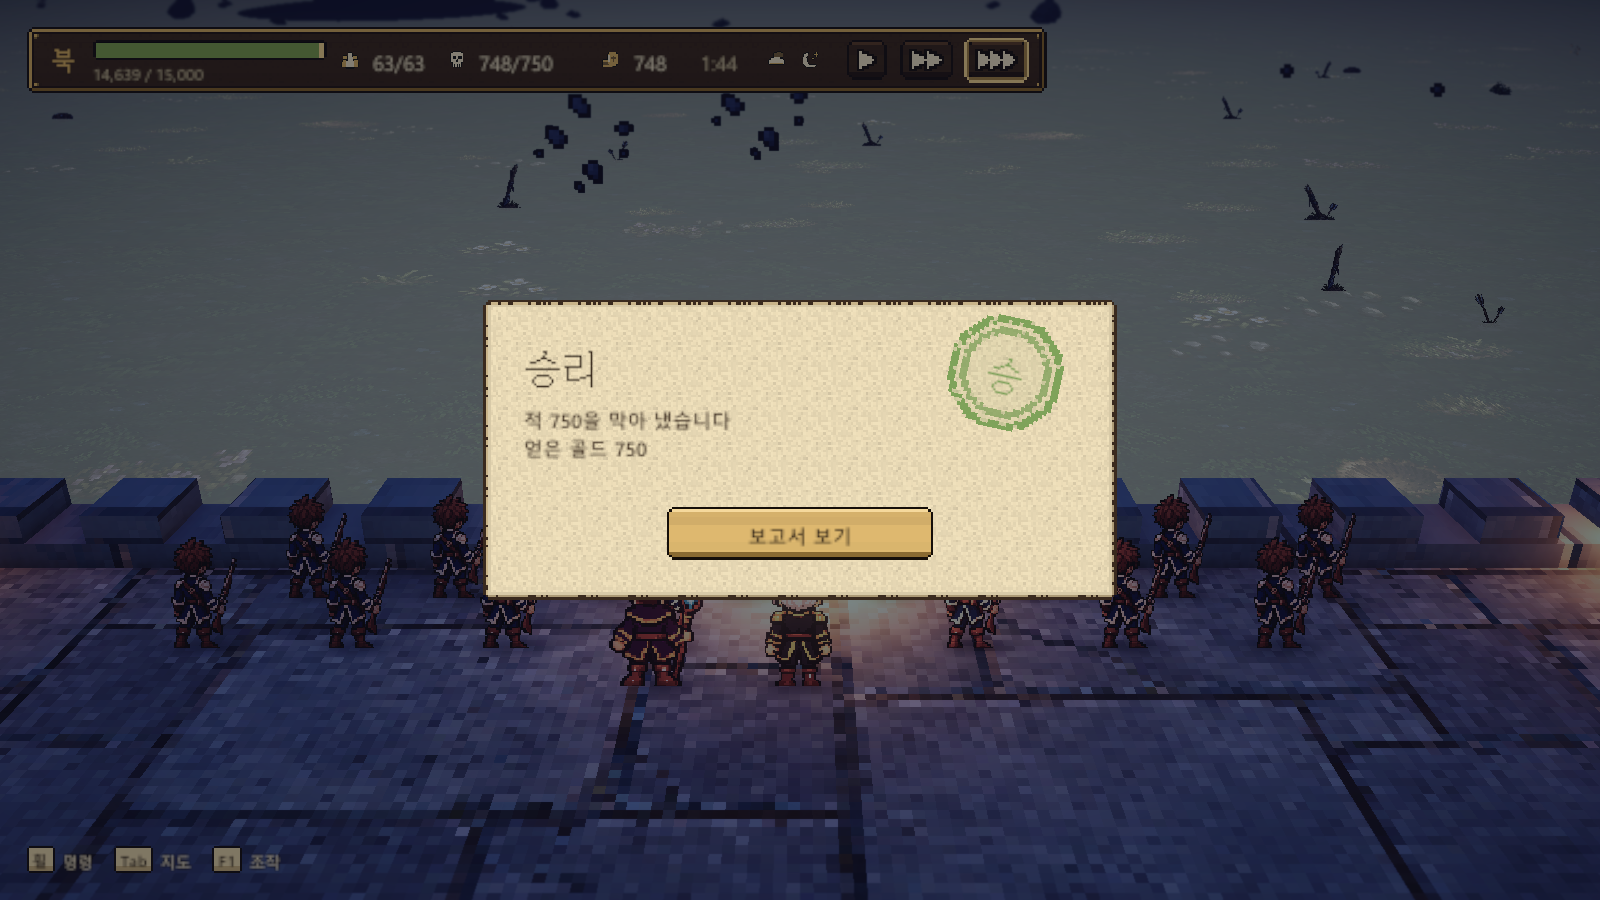 북
14,639 / 15,000
63/63
748/750
748
1:44
승리
승
적 750을 막아 냈습니다
얻은 골드 750
보고서 보기
휠 명령 Tab 지도 F1 조작